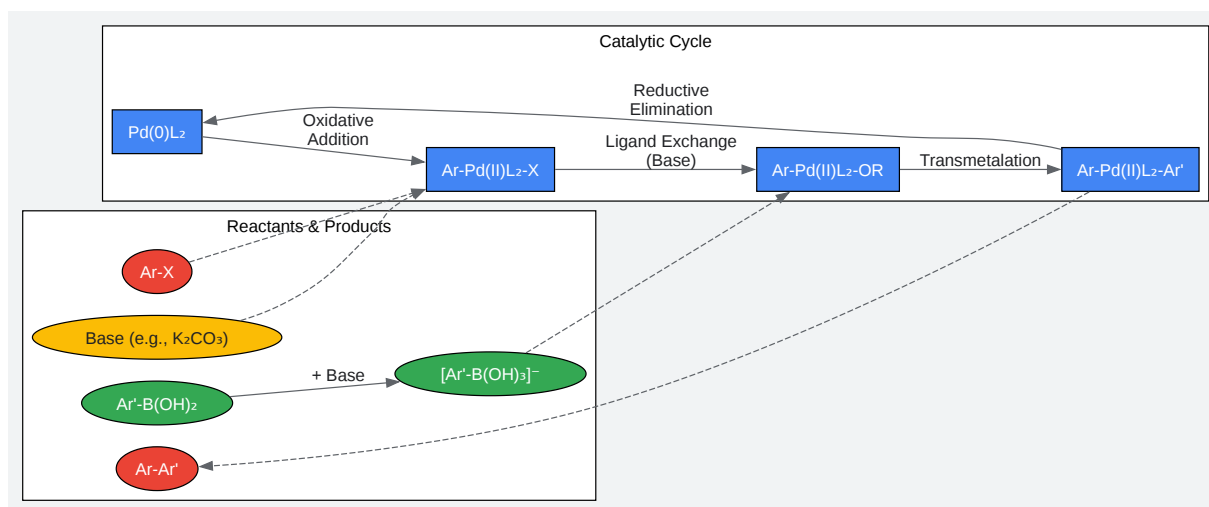 Catalytic Cycle
Reductive
Elimination
Pd(0)L₂
Oxidative
Addition
Ligand Exchange
(Base)
Ar-Pd(II)L₂-X
Ar-Pd(II)L₂-OR
Transmetalation
Ar-Pd(II)L₂-Ar'
Reactants & Products
Ar-X
Base (e.g., K₂CO₃)
+ Base
[Ar'-B(OH)₃]⁻
Ar'-B(OH)₂
Ar-Ar'